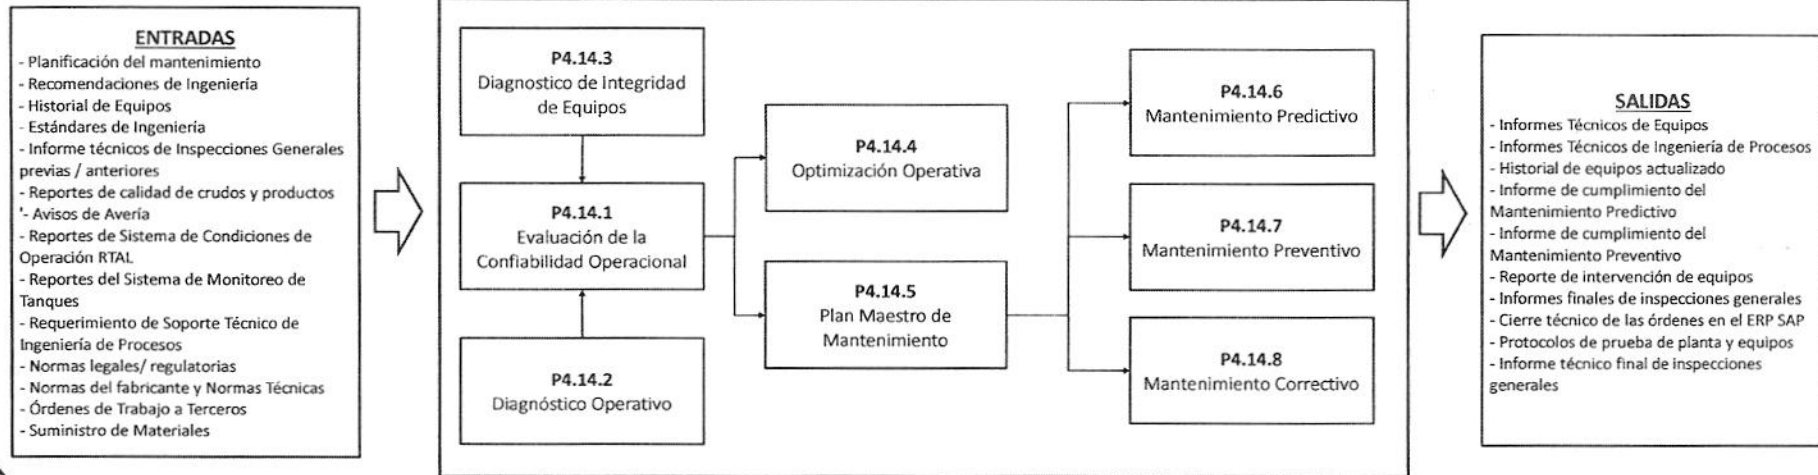 ENTRADAS
- Planificación del mantenimiento
- Recomendaciones de Ingeniería
- Historial de Equipos
- Estándares de Ingeniería
- Informe técnicos de Inspecciones Generales
previas / anteriores
- Reportes de calidad de crudos y productos
'- Avisos de Avería
- Reportes de Sistema de Condiciones de
Operación RTAL
- Reportes del Sistema de Monitoreo de
Tanques
- Requerimiento de Soporte Técnico de
Ingeniería de Procesos
- Normas legales/ regulatorias
- Normas del fabricante y Normas Técnicas
- Órdenes de Trabajo a Terceros
- Suministro de Materiales
P4.14.3
Diagnostico de Integridad
de Equipos
P4.14.1
Evaluación de la
Confiabilidad Operacional
P4.14.2
Diagnóstico Operativo
P4.14.4
Optimización Operativa
P4.14.5
Plan Maestro de
Mantenimiento
P4.14.6
Mantenimiento Predictivo
P4.14.7
Mantenimiento Preventivo
P4.14.8
Mantenimiento Correctivo
SALIDAS
- Informes Técnicos de Equipos
- Informes Técnicos de Ingeniería de Procesos
- Historial de equipos actualizado
- Informe de cumplimiento del
Mantenimiento Predictivo
- Informe de cumplimiento del
Mantenimiento Preventivo
- Reporte de intervención de equipos
- Informes finales de inspecciones generales
- Cierre técnico de las órdenes en el ERP SAP
- Protocolos de prueba de planta y equipos
- Informe técnico final de inspecciones
generales